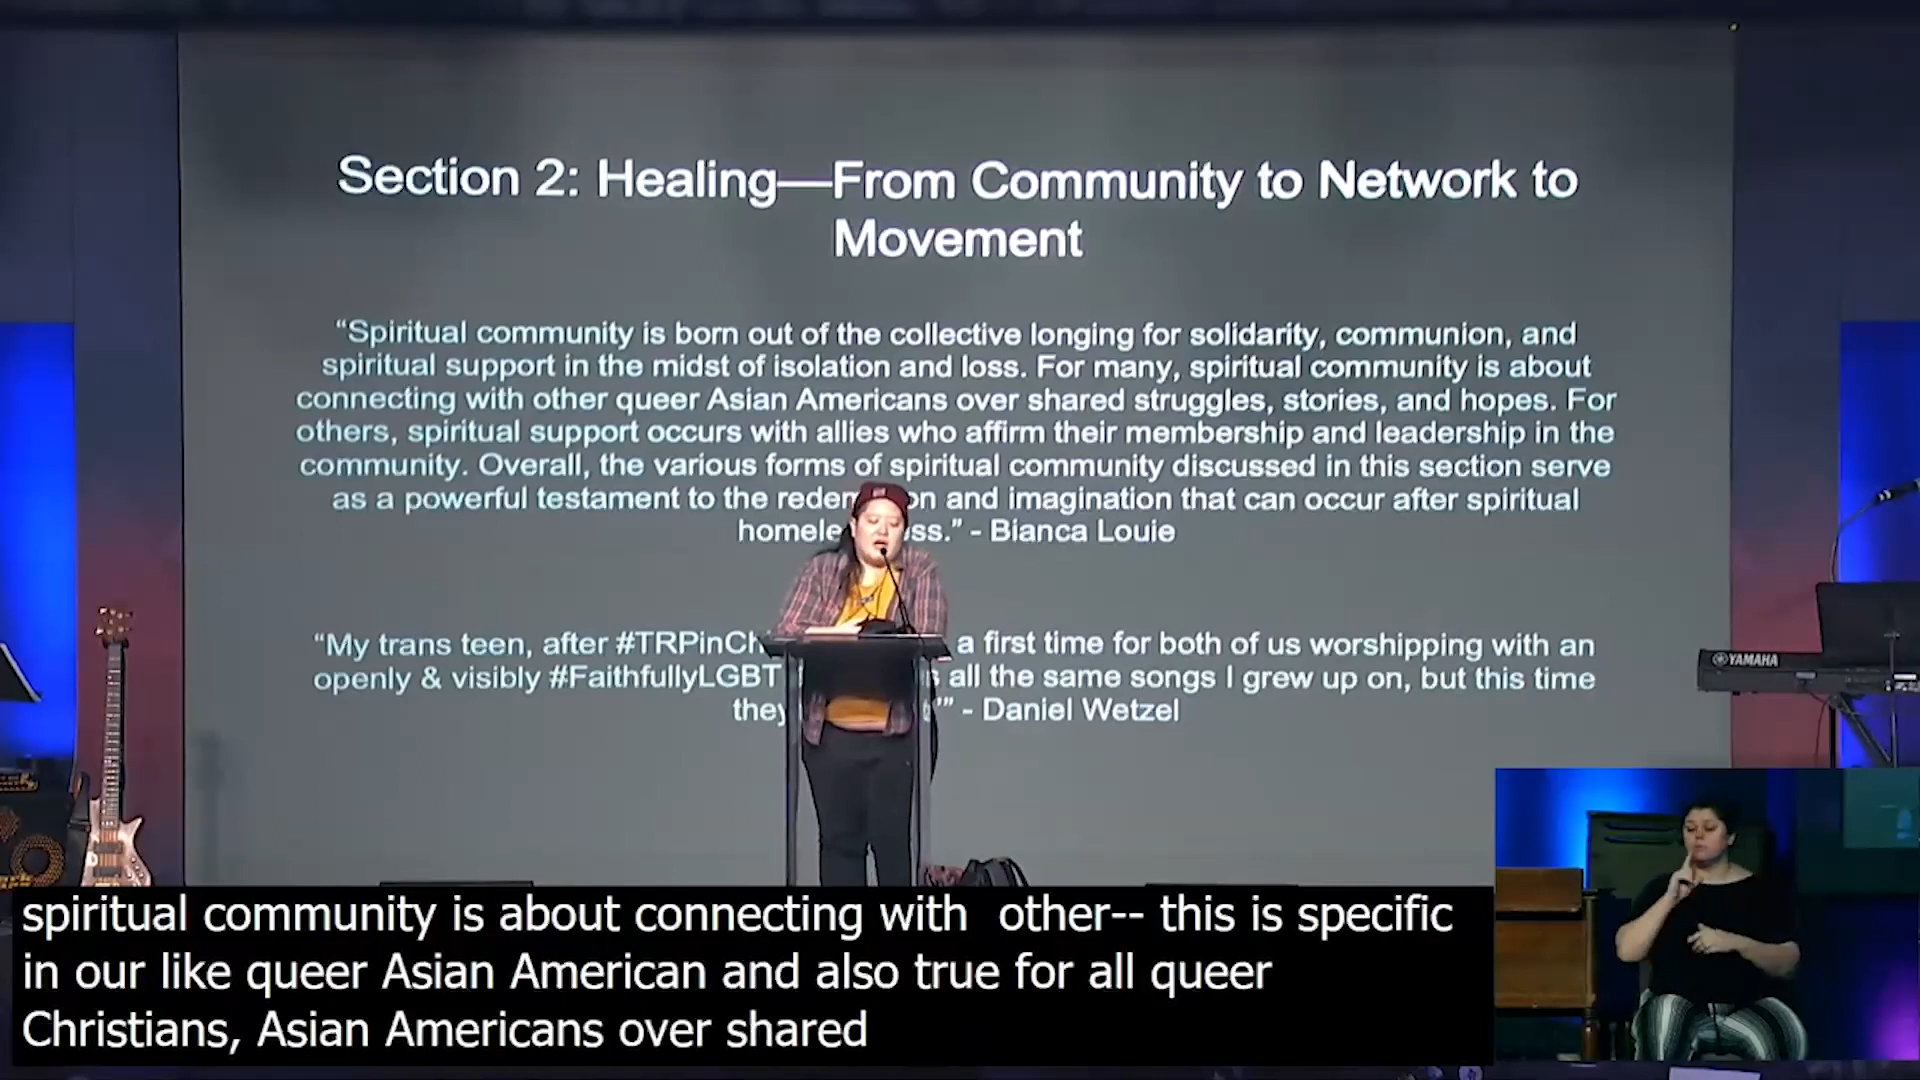 Section 2: Healing—From Community to Network to
Movement
“Spiritual community is born out of the collective longing for solidarity, communion, and
spiritual support in the midst of isolation and loss. For many, spiritual community is about
connecting with other queer Asian Americans over shared struggles, stories, and hopes. For
others, spiritual support occurs with allies who affirm their membership and leadership in the
community. Overall, the various forms of spiritual community discussed in this section serve
as a powerful testament to the on and imagination that can occur after spiritual
- Bianca Louie
“My trans teen, after a first time for both of us worshipping with an
openly & visibly #FaithfullyLGBT all the same songs I grew up on, but this time
they - Daniel Wetzel
YAMAHA
spiritual community is about connecting with other-- this is specific
in our like queer Asian American and also true for all queer
Christians, Asian Americans over shared